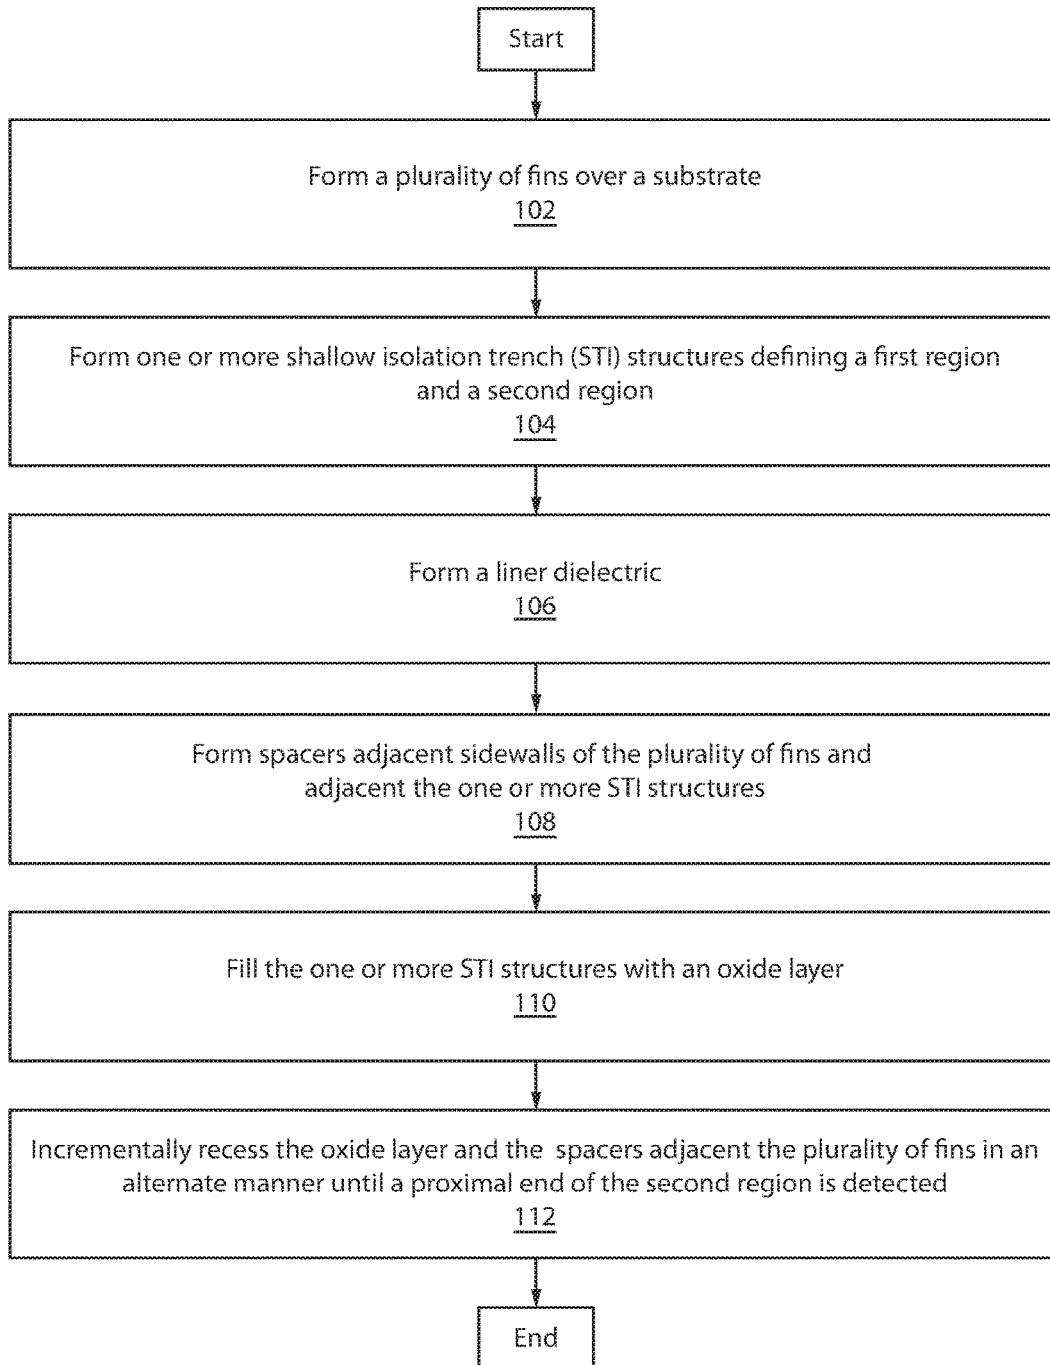 Start
Form a plurality of fins over a substrate
102
Form one or more shallow isolation trench (STI) structures defining a first region
and a second region
104
Form a liner dielectric
106
Form spacers adjacent sidewalls of the plurality of fins and
adjacent the one or more STI structures
108
Fill the one or more STI structures with an oxide layer
110
Incrementally recess the oxide layer and the spacers adjacent the plurality of fins in an
alternate manner until a proximal end of the second region is detected
112
End